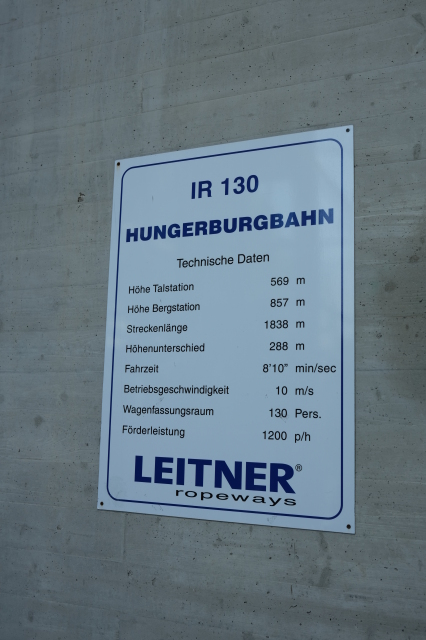 IR 130
HUNGERBURGBAHN
Technische Daten
Höhe Talstation 569 m
Höhe Bergstation 857 m
Streckenlänge 1838 m
Höhenunterschied 288 m
Fahrzeit 8'10" min/sec
Betriebsgeschwindigkeit 10 m/s
Wagenfassungsraum 130 Pers.
Förderleistung 1200 p/h
LEITNER®
ropeways